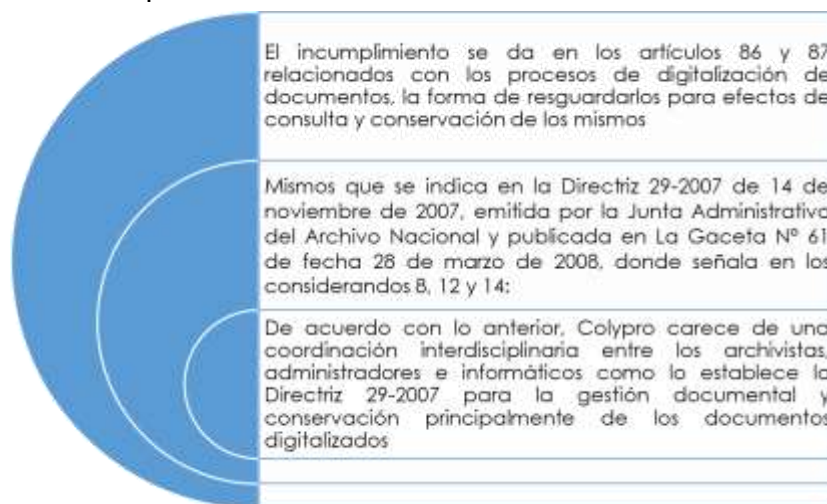 El incumplimiento se da en los artículos 86 y 87
relacionados con los procesos de digitalización de
documentos, la forma de resguardarlos para efectos de
consulta y conservación de los mismos
Mismos que se indica en la Directriz 29-2007 de 14 de
noviembre de 2007, emitida por la Junta Administrativa
del Archivo Nacional y publicada en La Gaceta Nº 61
de fecha 28 de marzo de 2008, donde señala en los
considerandos 8, 12 y 14:
De acuerdo con lo anterior, Colypro carece de una
coordinación interdisciplinaria entre los archivistas,
administradores e informáticos como lo establece la
Directriz 29-2007 para la gestión documental y
conservación principalmente de los documentos
digitalizados